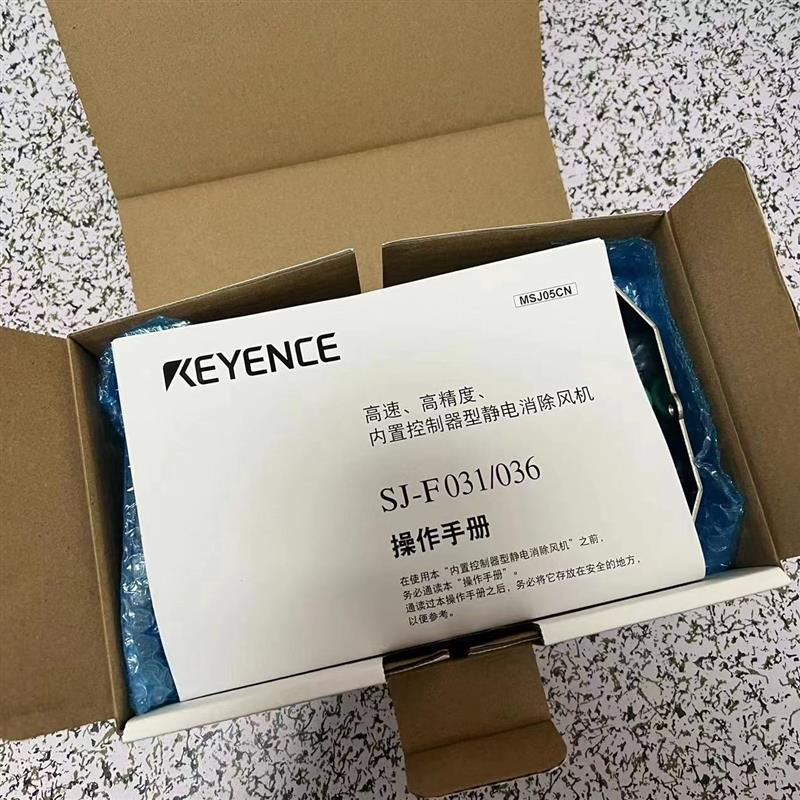 MSJ05CN
KEYENCE
高速、高精度、
内置控制器型静电消除风机
SJ-F031/036
操作手册
在使用本“内置控制器型静电消除风机”之前,
务必通读本“操作手册”。
通读过本操作手册之后,务必将它存放在安全的地方,
以便参考。